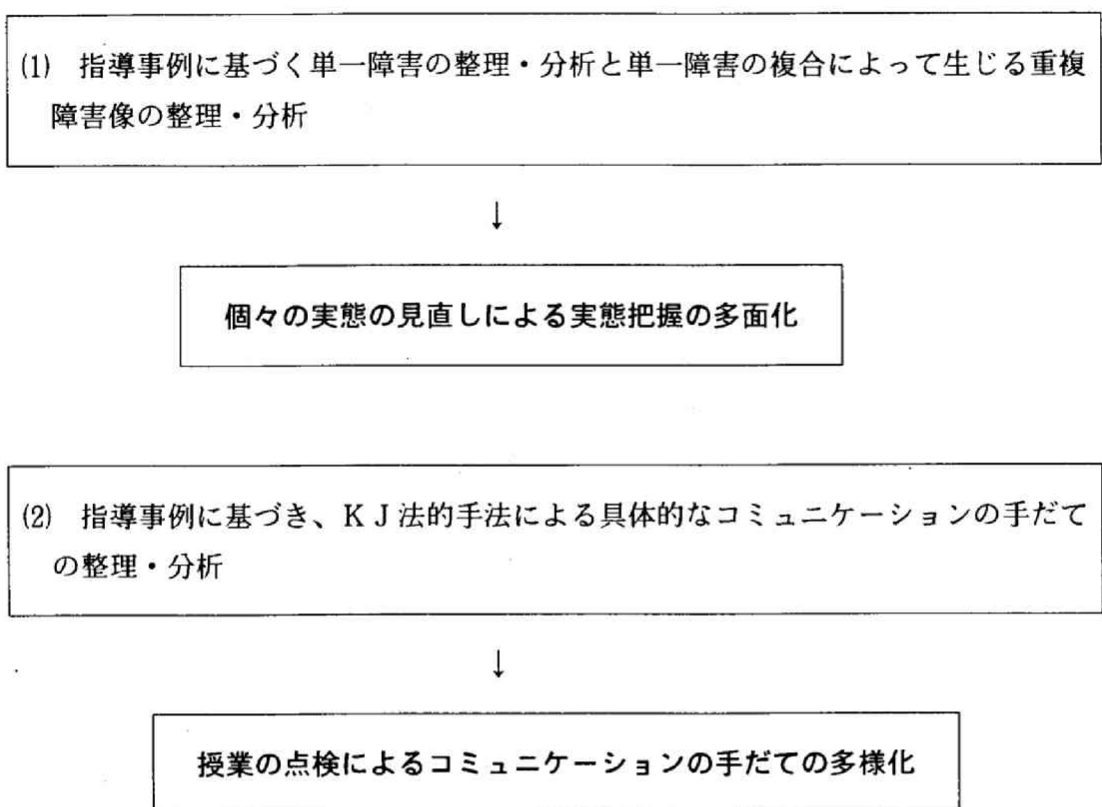 (1) 指導事例に基づく単一障害の整理・分析と単一障害の複合によって生じる重複
障害像の整理・分析
↓
個々の実態の見直しによる実態把握の多面化
(2) 指導事例に基づき、ＫＪ法的手法による具体的なコミュニケーションの手だて
の整理・分析
↓
授業の点検によるコミュニケーションの手だての多様化